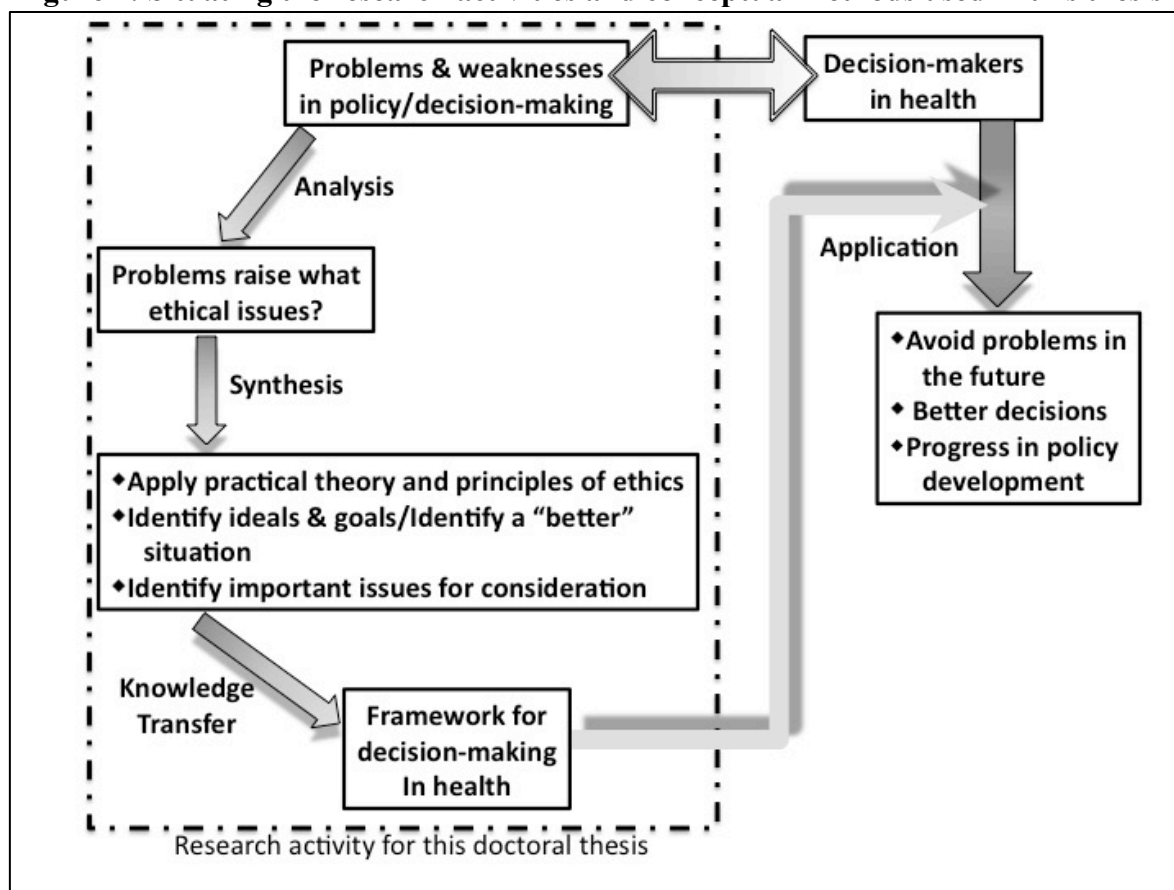 Problems & weaknesses
in policy/decision-making
Decision-makers
in health
Analysis
Problems raise what
ethical issues?
Synthesis
◆Apply practical theory and principles of ethics
◆Identify ideals & goals/Identify a “better”
situation
◆Identify important issues for consideration
Knowledge
Transfer
Framework for
decision-making
In health
Application
◆Avoid problems in
the future
◆ Better decisions
◆Progress in policy
development
Research activity for this doctoral thesis